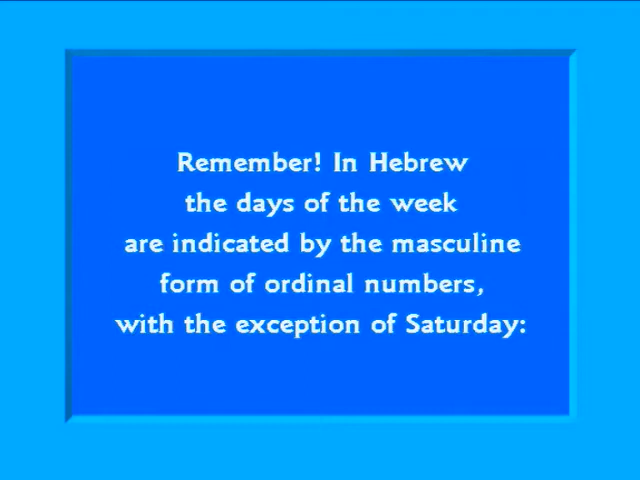 Remember! In Hebrew
the days of the week
are indicated by the masculine
form of ordinal numbers,
with the exception of Saturday: